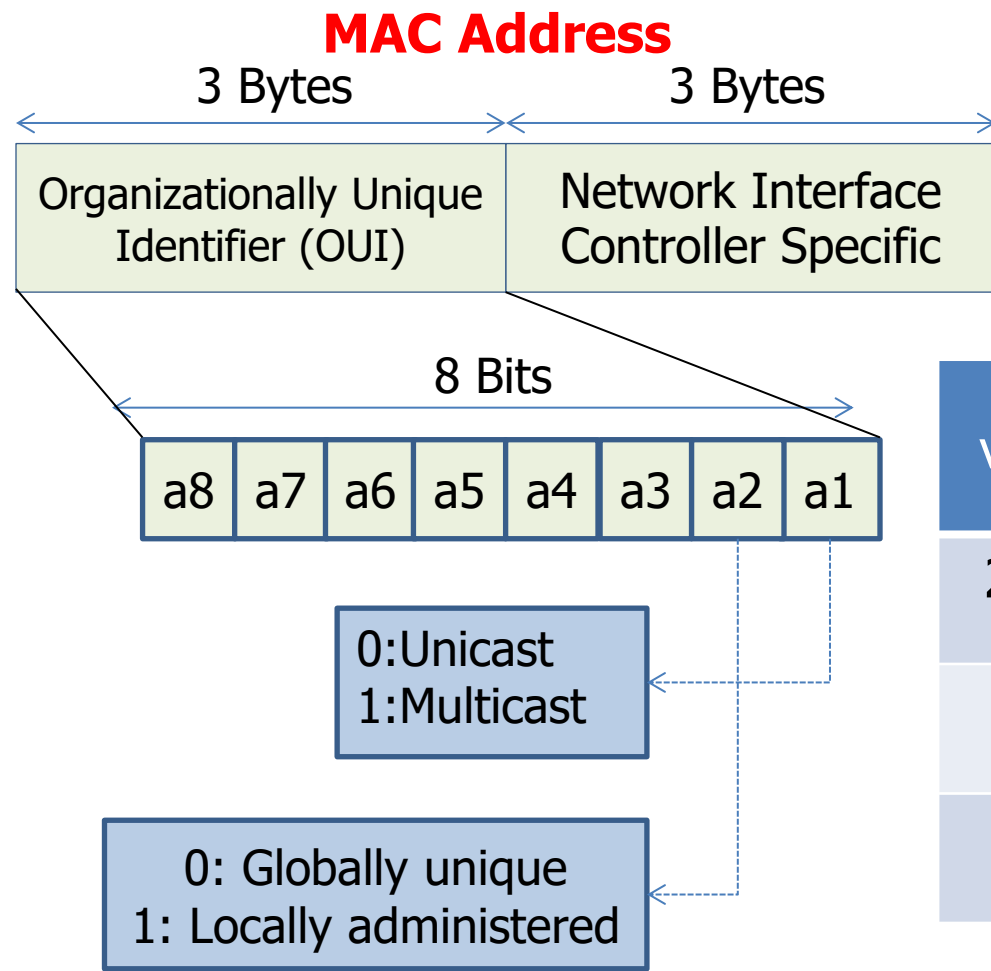 MAC Address
3 Bytes
3 Bytes
Organizationally Unique
Identifier (OUI)
Network Interface
Controller Specific
8 Bits
a8 a7 a6 a5 a4 a3 a2 a1
0:Unicast
1:Multicast
0: Globally unique
1: Locally administered